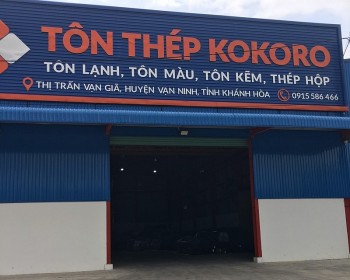 TÔN THÉP KOKORO
TÔN LẠNH, TÔN MÀU, TÔN KẼM, THÉP HỘP
THỊ TRẤN VẠN GIÃ, HUYỆN VẠN NINH, TỈNH KHÁNH HÒA 0915 586 466